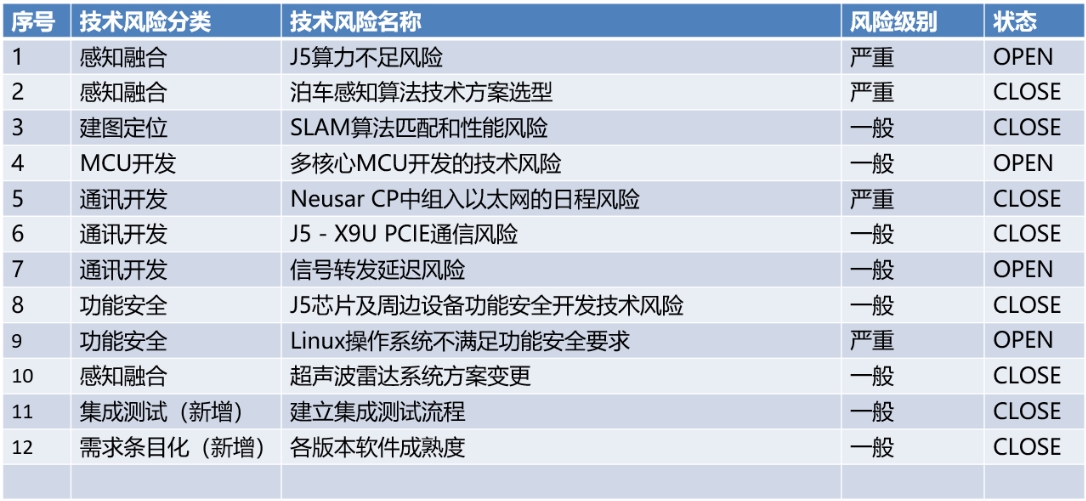 序号 技术风险分类 技术风险名称 风险级别 状态
1 感知融合 J5算力不足风险 严重 OPEN
2 感知融合 泊车感知算法技术方案选型 严重 CLOSE
3 建图定位 SLAM算法匹配和性能风险 一般 CLOSE
4 MCU开发 多核心MCU开发的技术风险 一般 OPEN
5 通讯开发 Neusar CP中组入以太网的日程风险 严重 CLOSE
6 通讯开发 J5 - X9U PCIE通信风险 一般 CLOSE
7 通讯开发 信号转发延迟风险 一般 OPEN
8 功能安全 J5芯片及周边设备功能安全开发技术风险 一般 CLOSE
9 功能安全 Linux操作系统不满足功能安全要求 严重 OPEN
10 感知融合 超声波雷达系统方案变更 一般 CLOSE
11 集成测试（新增） 建立集成测试流程 一般 CLOSE
12 需求条目化（新增） 各版本软件成熟度 一般 CLOSE